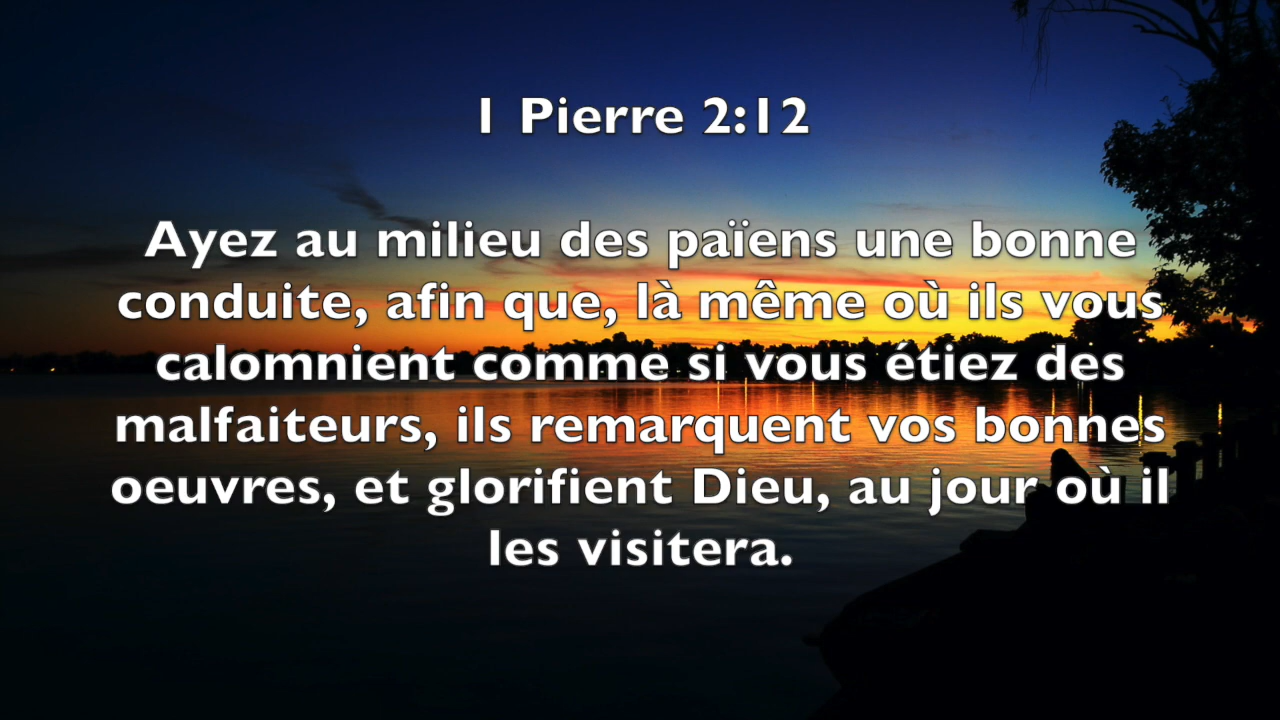 1 Pierre 2:12
Ayez au milieu des païens une bonne
conduite, afin que, là même où ils vous
calomnient comme si vous étiez des
malfaiteurs, ils remarquent vos bonnes
oeuvres, et glorifient Dieu, au jour où il
les visitera.